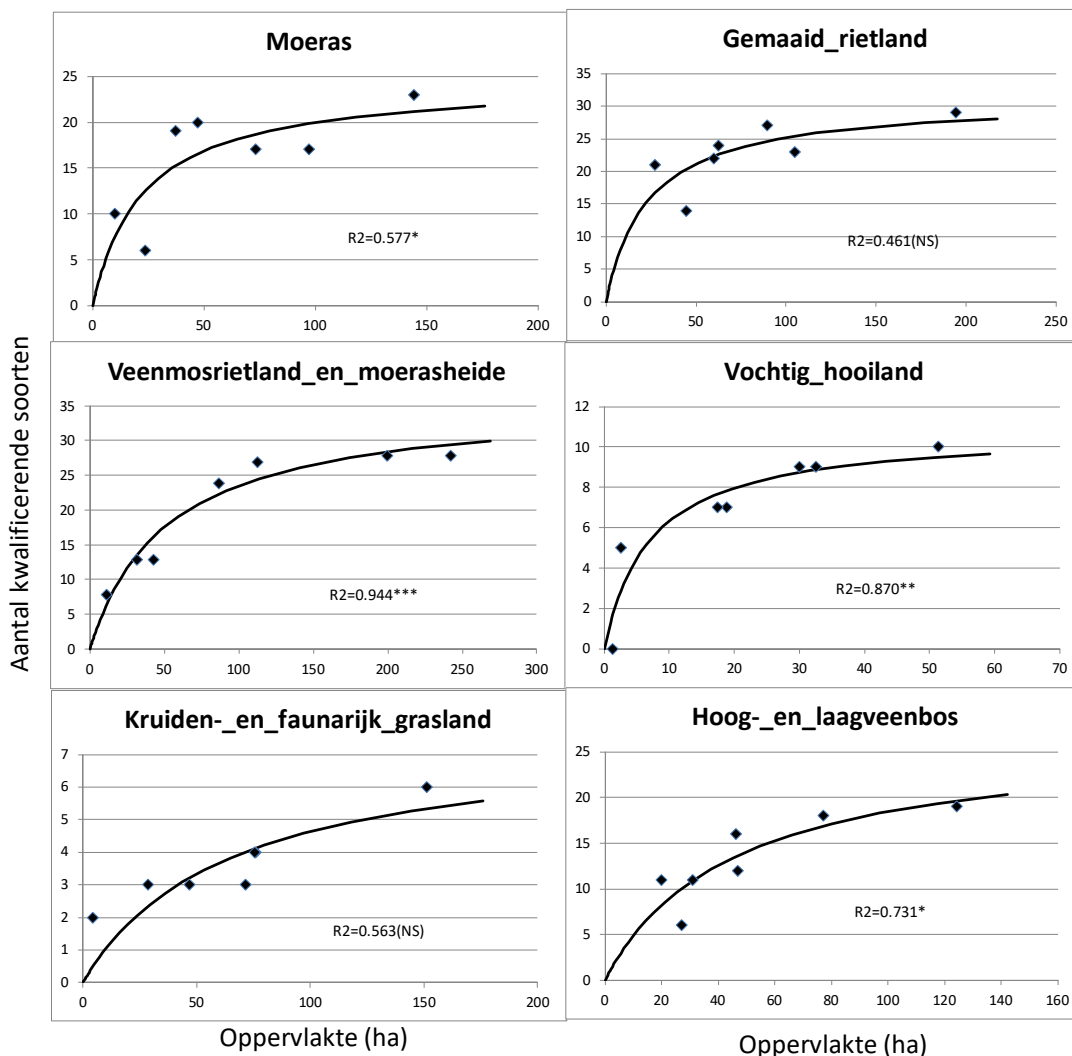 Moeras
25
20
15
10
5
0
R2=0.577*
0 50 100 150 200
Gemaaid_rietland
35
30
25
20
15
10
5
0
R2=0.461(NS)
0 50 100 150 200 250
Aantal kwalificerende soorten
Veenmosrietland_en_moerasheide
35
30
25
20
15
10
5
0
R2=0.944***
0 50 100 150 200 250 300
Vochtig_hooiland
12
10
8
6
4
2
0
R2=0.870**
0 10 20 30 40 50 60 70
Kruiden-_en_faunarijk_grasland
7
6
5
4
3
2
1
0
R2=0.563(NS)
0 50 100 150 200
Oppervlakte (ha)
Hoog-_en_laagveenbos
25
20
15
10
5
0
R2=0.731*
0 20 40 60 80 100 120 140 160
Oppervlakte (ha)